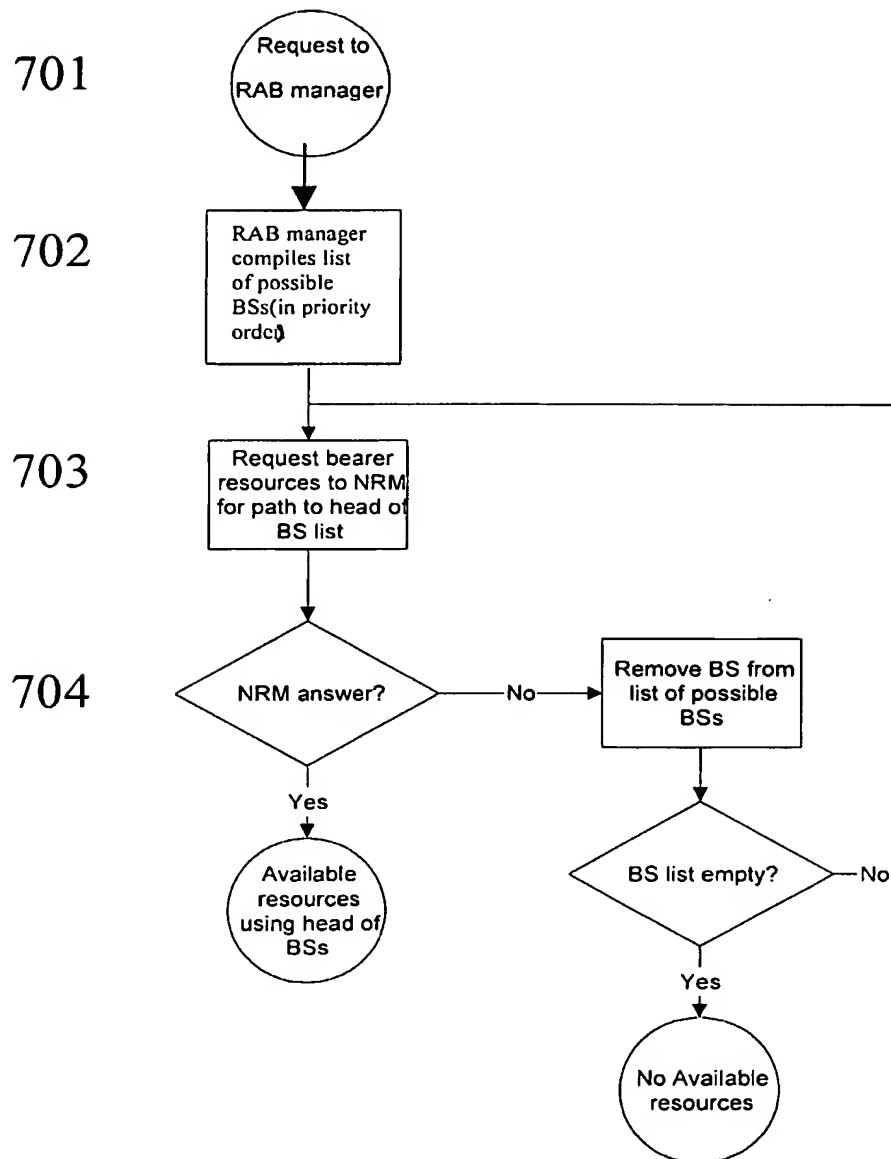 701
Request to
RAB manager
702
RAB manager
compiles list
of possible
BSs(in priority
order)
703
Request bearer
resources to NRM
for path to head of
BS list
704
NRM answer?
No
Remove BS from
list of possible
BSs
Yes
Available
resources
using head of
BSs
BS list empty?
No
Yes
No Available
resources